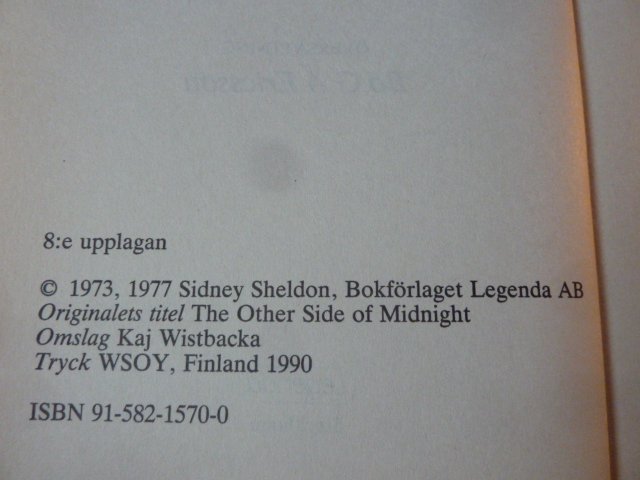 8:e upplagan
© 1973, 1977 Sidney Sheldon, Bokförlaget Legenda AB
Originalets titel The Other Side of Midnight
Omslag Kaj Wistbacka
Tryck WSOY, Finland 1990
ISBN 91-582-1570-0